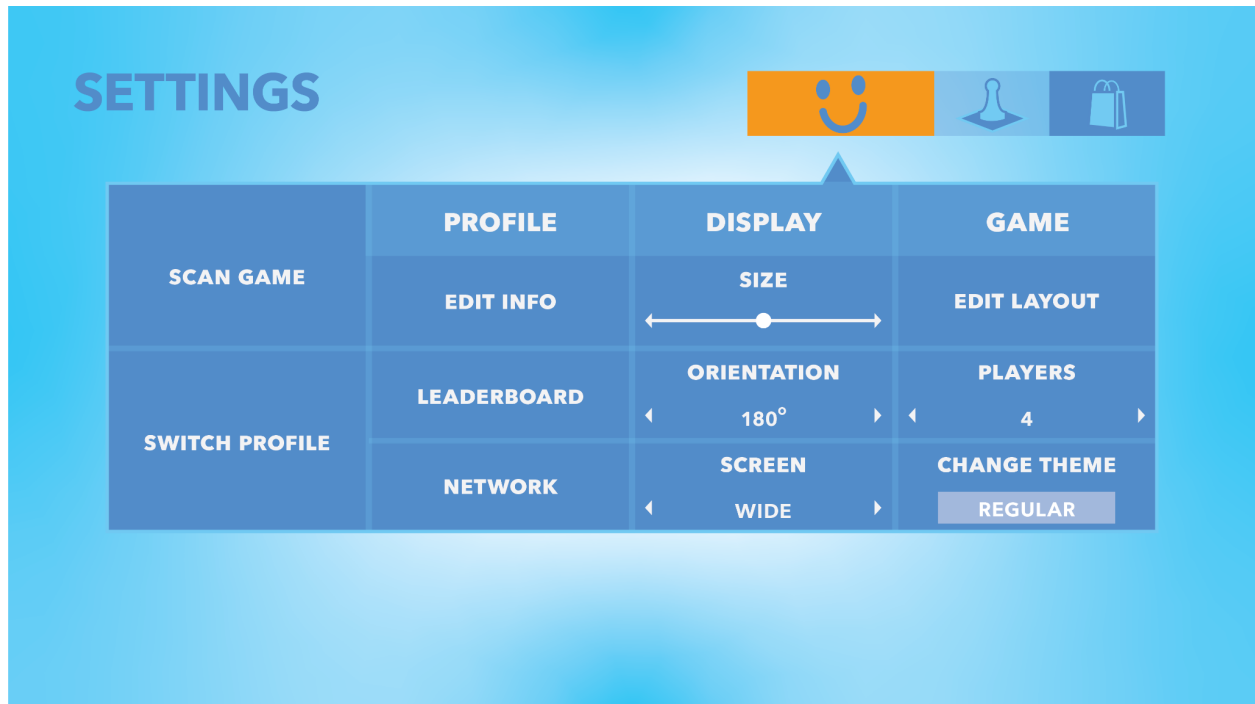 SETTINGS
SCAN GAME
SWITCH PROFILE
PROFILE
EDIT INFO
LEADERBOARD
NETWORK
DISPLAY
SIZE
ORIENTATION
180°
SCREEN
WIDE
GAME
EDIT LAYOUT
PLAYERS
4
CHANGE THEME
REGULAR